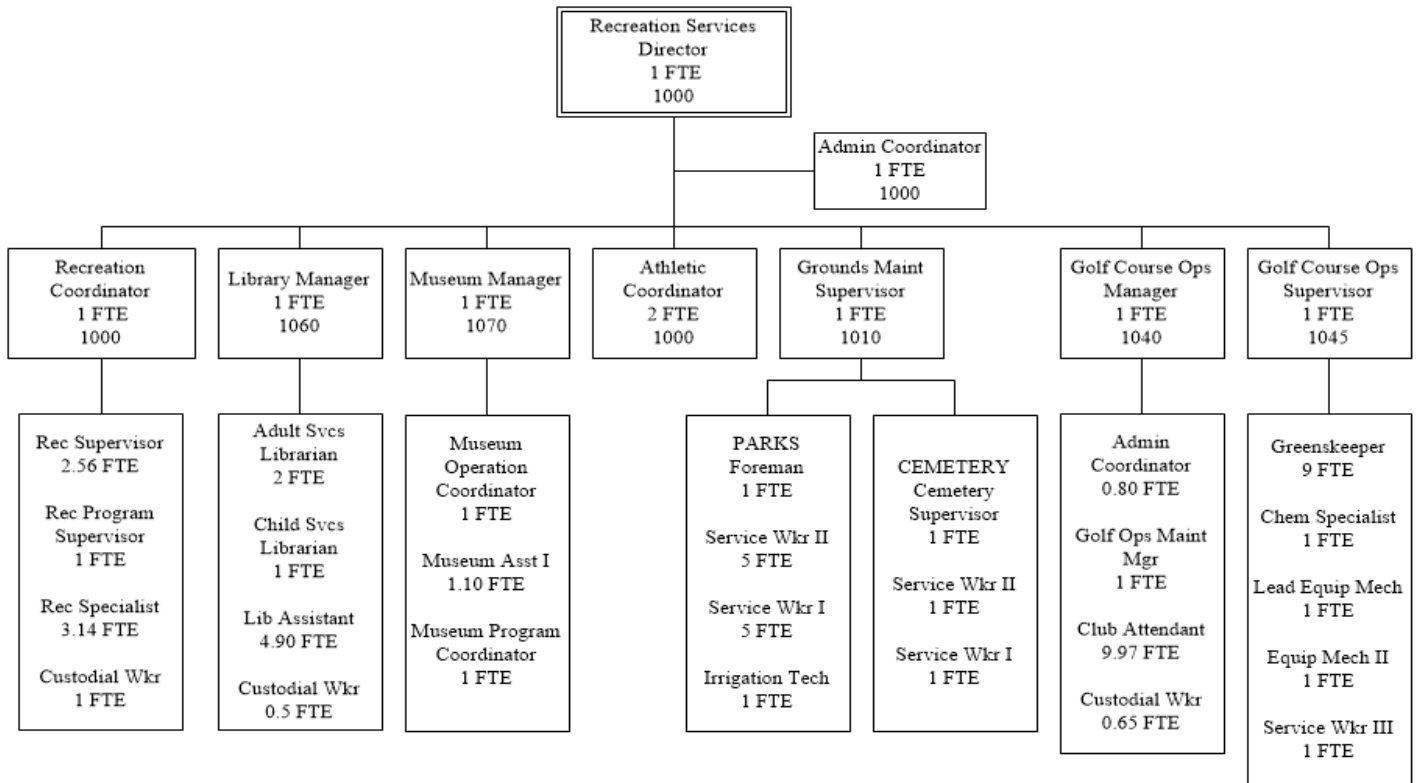 Recreation Services
Director
1 FTE
1000
Admin Coordinator
1 FTE
1000
Recreation
Coordinator
1 FTE
1000
Library Manager
1 FTE
1060
Museum Manager
1 FTE
1070
Athletic
Coordinator
2 FTE
1000
Grounds Maint
Supervisor
1 FTE
1010
Golf Course Ops
Manager
1 FTE
1040
Golf Course Ops
Supervisor
1 FTE
1045
Rec Supervisor
2.56 FTE
Rec Program
Supervisor
1 FTE
Rec Specialist
3.14 FTE
Custodial Wkr
1 FTE
Adult Svcs
Librarian
2 FTE
Child Svcs
Librarian
1 FTE
Lib Assistant
4.90 FTE
Custodial Wkr
0.5 FTE
Museum
Operation
Coordinator
1 FTE
Museum Asst I
1.10 FTE
Museum Program
Coordinator
1 FTE
PARKS
Foreman
1 FTE
Service Wkr II
5 FTE
Service Wkr I
5 FTE
Irrigation Tech
1 FTE
CEMETERY
Cemetery
Supervisor
1 FTE
Service Wkr II
1 FTE
Service Wkr I
1 FTE
Admin
Coordinator
0.80 FTE
Golf Ops Maint
Mgr
1 FTE
Club Attendant
9.97 FTE
Custodial Wkr
0.65 FTE
Greenskeeper
9 FTE
Chem Specialist
1 FTE
Lead Equip Mech
1 FTE
Equip Mech II
1 FTE
Service Wkr III
1 FTE